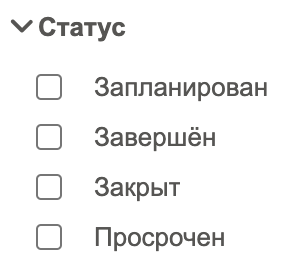 Статус
Запланирован
Завершён
Закрыт
Просрочен